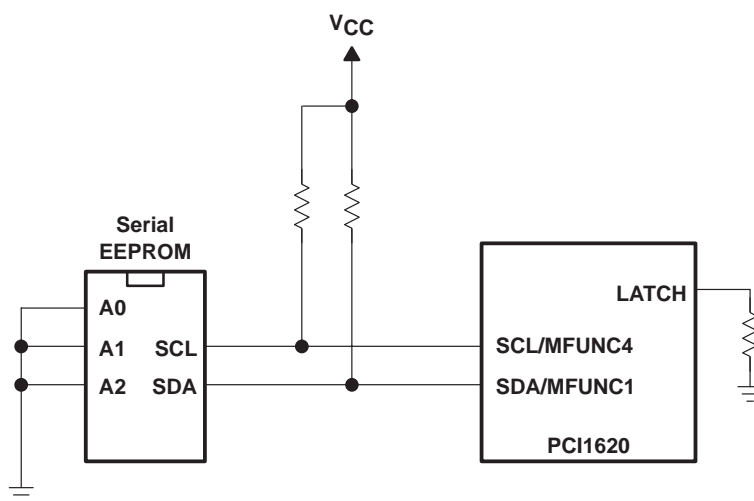 VCC
Serial
EEPROM
A0
A1
A2
SCL
SDA
LATCH
SCL/MFUNC4
SDA/MFUNC1
PCI1620